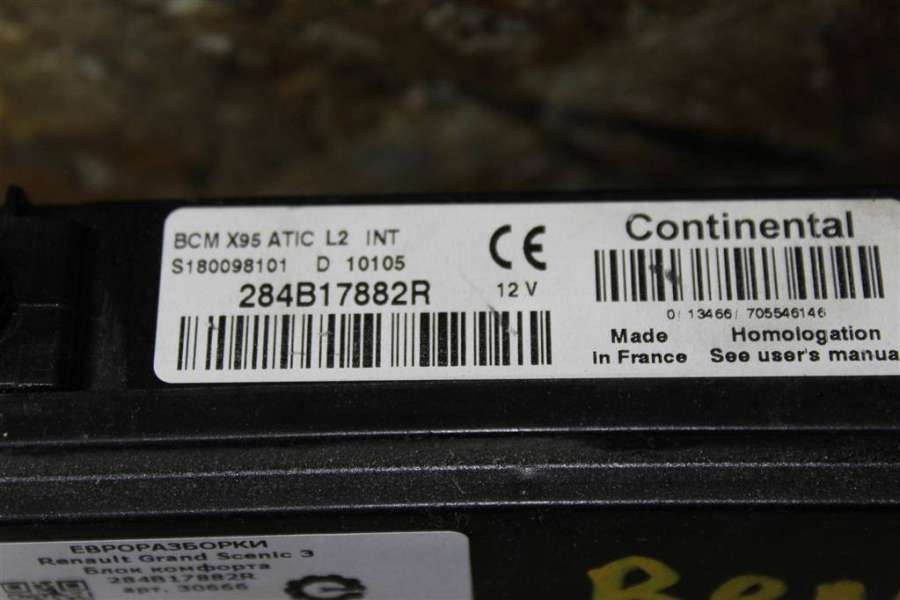 BCM X95 ATIC L2 INT
S180098101 D 10105
284B17882R
CE
12 V
Continental
0/ 13466/ 705546146
Made
in France
Homologation
See user's manua
ЕВРОРАЗБОРКИ
Renault Grand Scenic 3
Блок комфорта
284B17882R
арт. 30666